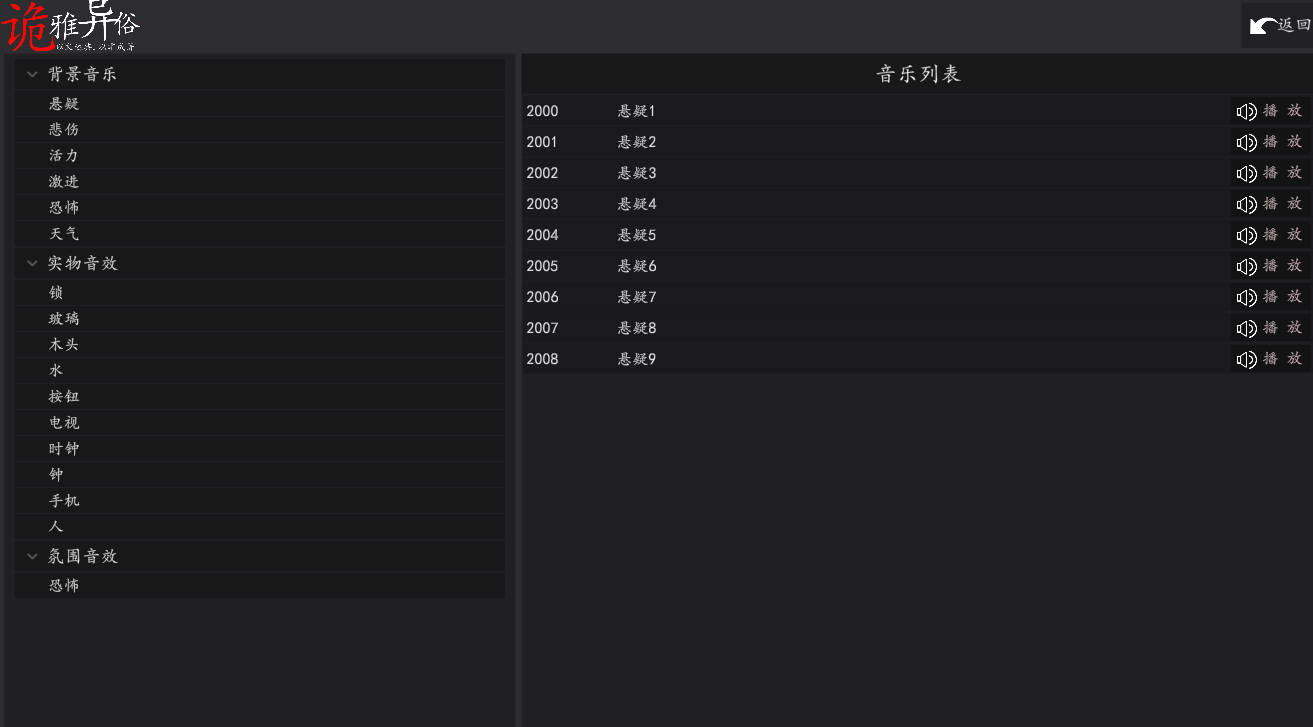 诡雅异俗
返回
背景音乐
悬疑
悲伤
活力
激进
恐怖
天气
实物音效
锁
玻璃
木头
水
按钮
电视
时钟
钟
手机
人
氛围音效
恐怖
音乐列表
2000 悬疑1 播放
2001 悬疑2 播放
2002 悬疑3 播放
2003 悬疑4 播放
2004 悬疑5 播放
2005 悬疑6 播放
2006 悬疑7 播放
2007 悬疑8 播放
2008 悬疑9 播放